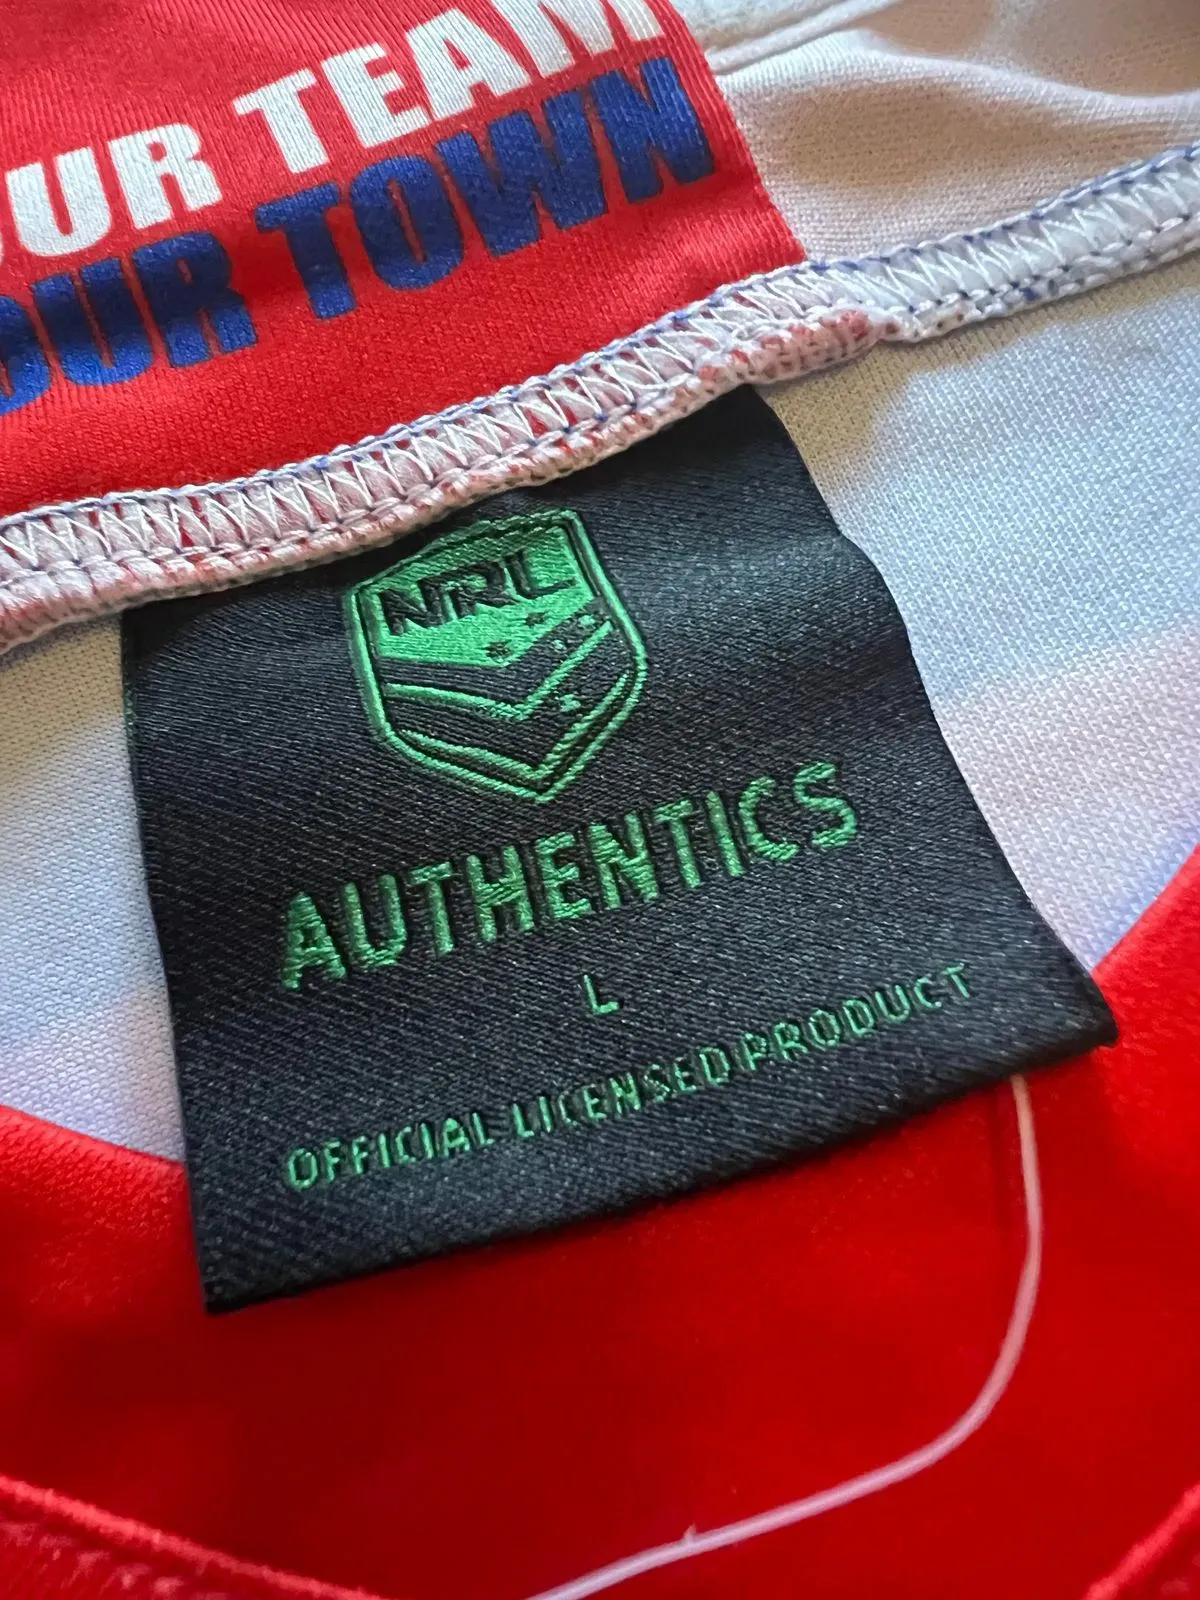 OUR TEAM
OUR TOWN
NRL
AUTHENTICS
L
OFFICIAL LICENSED PRODUCT